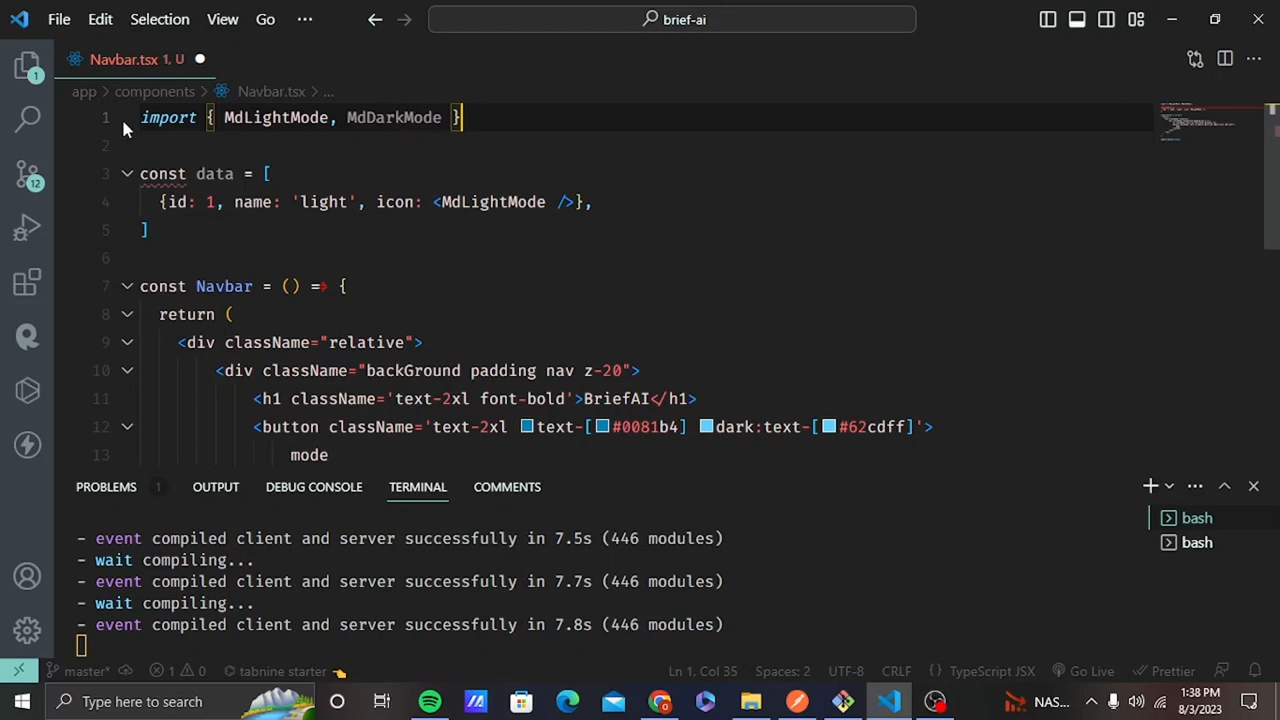 File Edit Selection View Go ··· brief-ai
Navbar.tsx 1, U
app > components > Navbar.tsx > ...
1 import { MdLightMode, MdDarkMode }
2
3 const data = [
4 {id: 1, name: 'light', icon: <MdLightMode />},
5 ]
6
7 const Navbar = () => {
8 return (
9 <div className="relative">
10 <div className="backGround padding nav z-20">
11 <h1 className='text-2xl font-bold'>BriefAI</h1>
12 <button className='text-2xl text-[#0081b4] dark:text-[#62cdff]'>
13 mode
PROBLEMS 1 OUTPUT DEBUG CONSOLE TERMINAL COMMENTS
- event compiled client and server successfully in 7.5s (446 modules)
- wait compiling...
- event compiled client and server successfully in 7.7s (446 modules)
- wait compiling...
- event compiled client and server successfully in 7.8s (446 modules)
bash
bash
1
12
master* 1 0 tabnine starter Ln 1, Col 35 Spaces: 2 UTF-8 CRLF {} TypeScript JSX Go Live Prettier
Type here to search NAS... 1:38 PM
8/3/2023